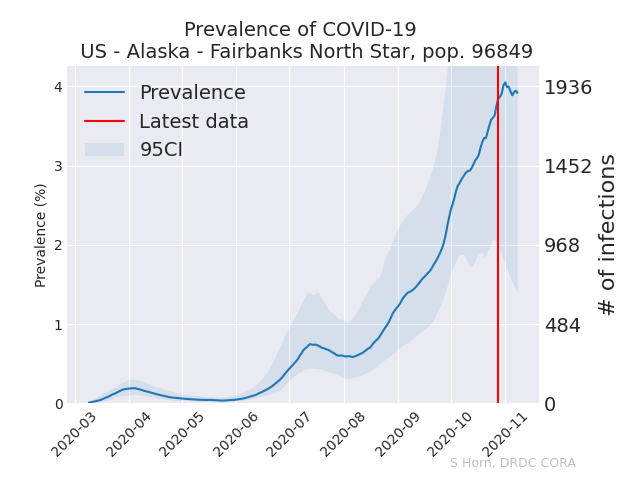 Prevalence of COVID-19
US - Alaska - Fairbanks North Star, pop. 96849
Prevalence
Latest data
95CI
Prevalence (%)
4
3
2
1
0
1936
1452
968
484
0
# of infections
2020-03
2020-04
2020-05
2020-06
2020-07
2020-08
2020-09
2020-10
2020-11
S Horn, DRDC CORA